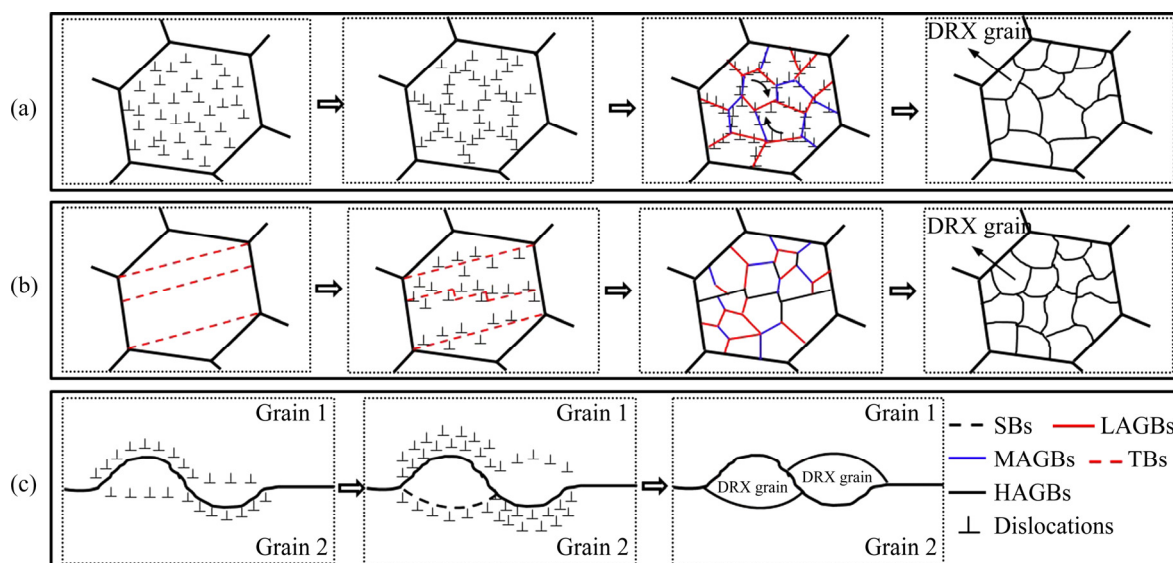 (a)
DRX grain
(b)
DRX grain
(c)
Grain 1
Grain 2
Grain 1
Grain 2
Grain 1
DRX grain
DRX grain
Grain 2
SBs
LAGBs
MAGBs
TBs
HAGBs
Dislocations